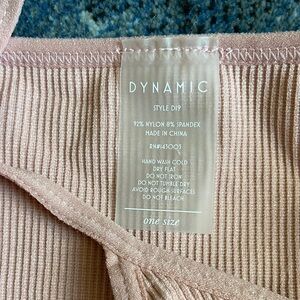 DYNAMIC
STYLE D19
92% NYLON 8% SPANDEX
MADE IN CHINA
RN#145003
HAND WASH COLD
DRY FLAT
DO NOT IRON
DO NOT TUMBLE DRY
AVOID ROUGH SURFACES
DO NOT BLEACH
one size